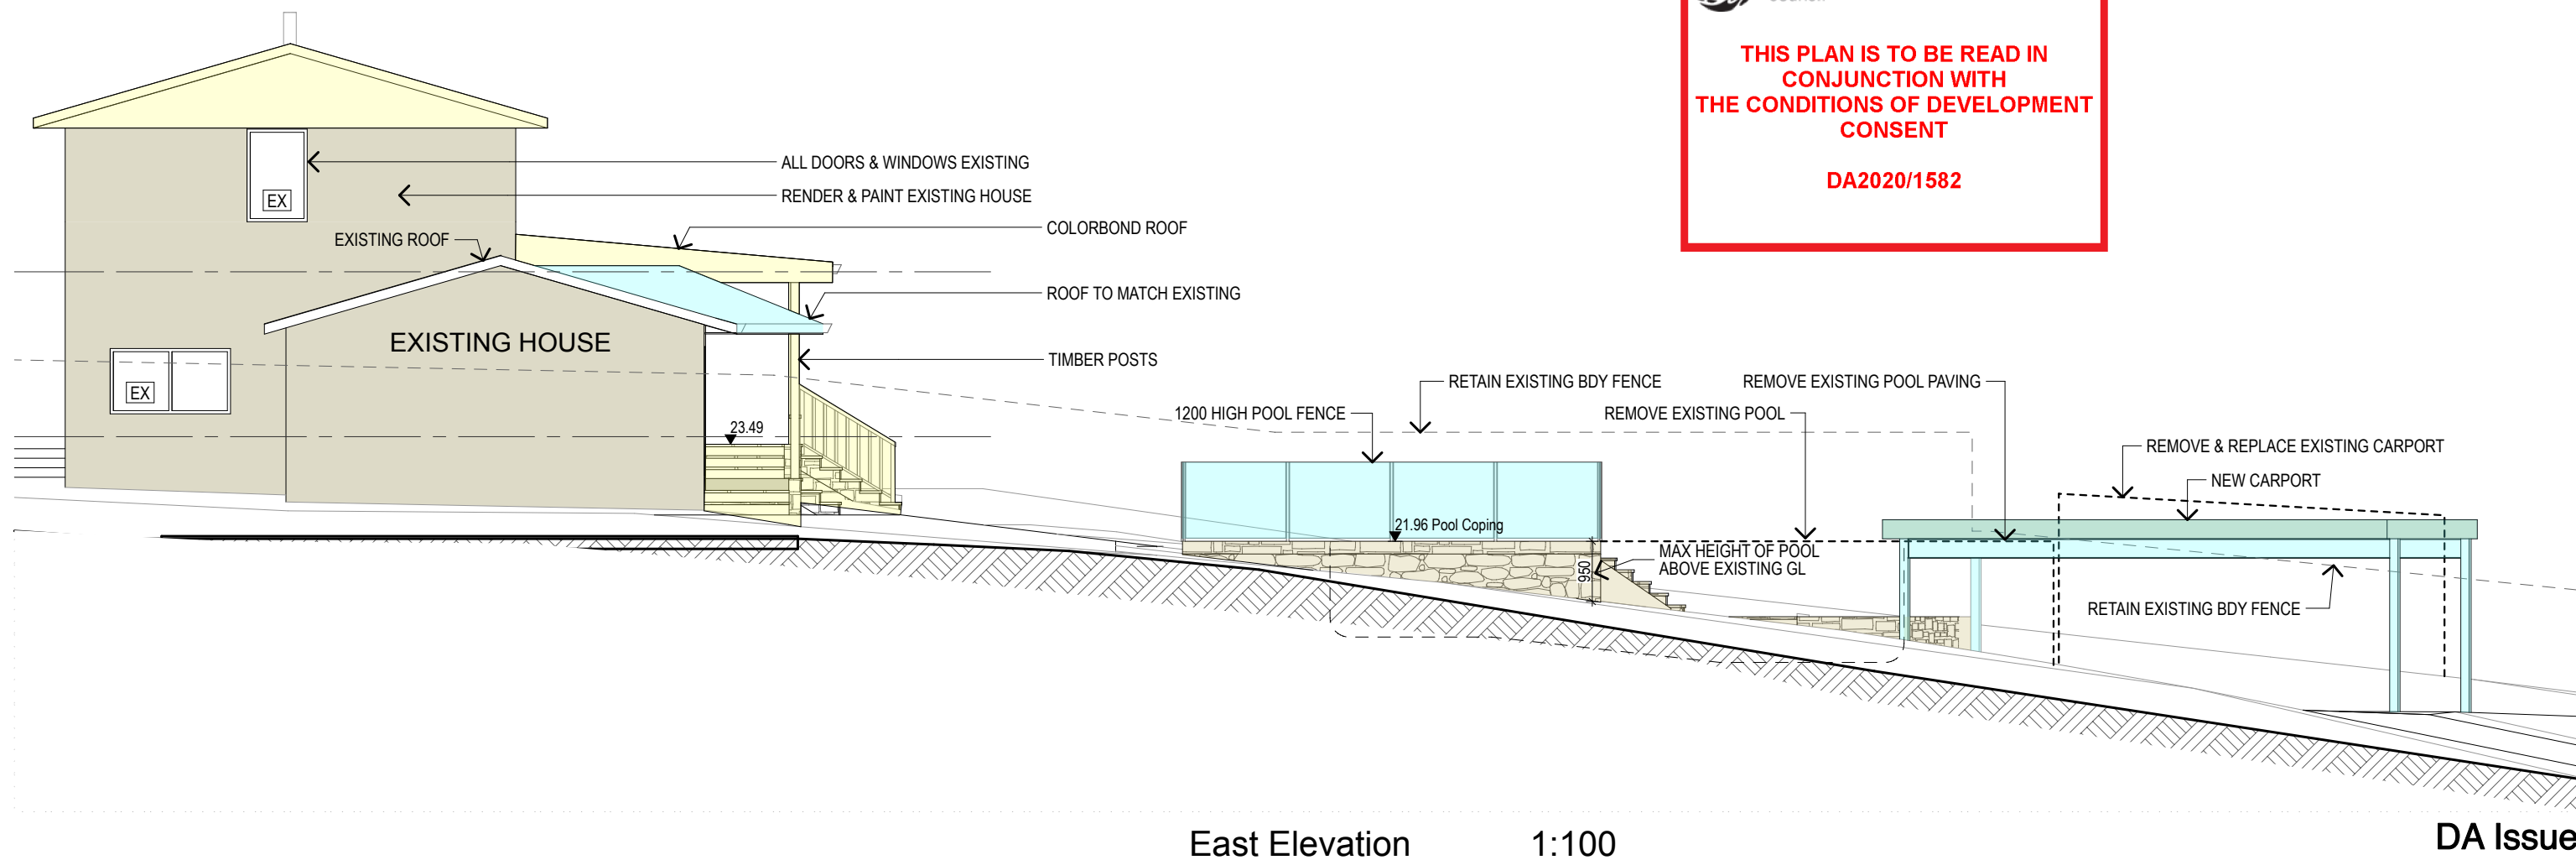 THIS PLAN IS TO BE READ IN
CONJUNCTION WITH
THE CONDITIONS OF DEVELOPMENT
CONSENT
DA2020/1582
ALL DOORS & WINDOWS EXISTING
RENDER & PAINT EXISTING HOUSE
EX
COLORBOND ROOF
EXISTING ROOF
ROOF TO MATCH EXISTING
EXISTING HOUSE
TIMBER POSTS
EX
RETAIN EXISTING BDY FENCE
REMOVE EXISTING POOL PAVING
1200 HIGH POOL FENCE
REMOVE EXISTING POOL
23.49
REMOVE & REPLACE EXISTING CARPORT
NEW CARPORT
21.96 Pool Coping
MAX HEIGHT OF POOL
ABOVE EXISTING GL
950
RETAIN EXISTING BDY FENCE
East Elevation 1:100
DA Issue